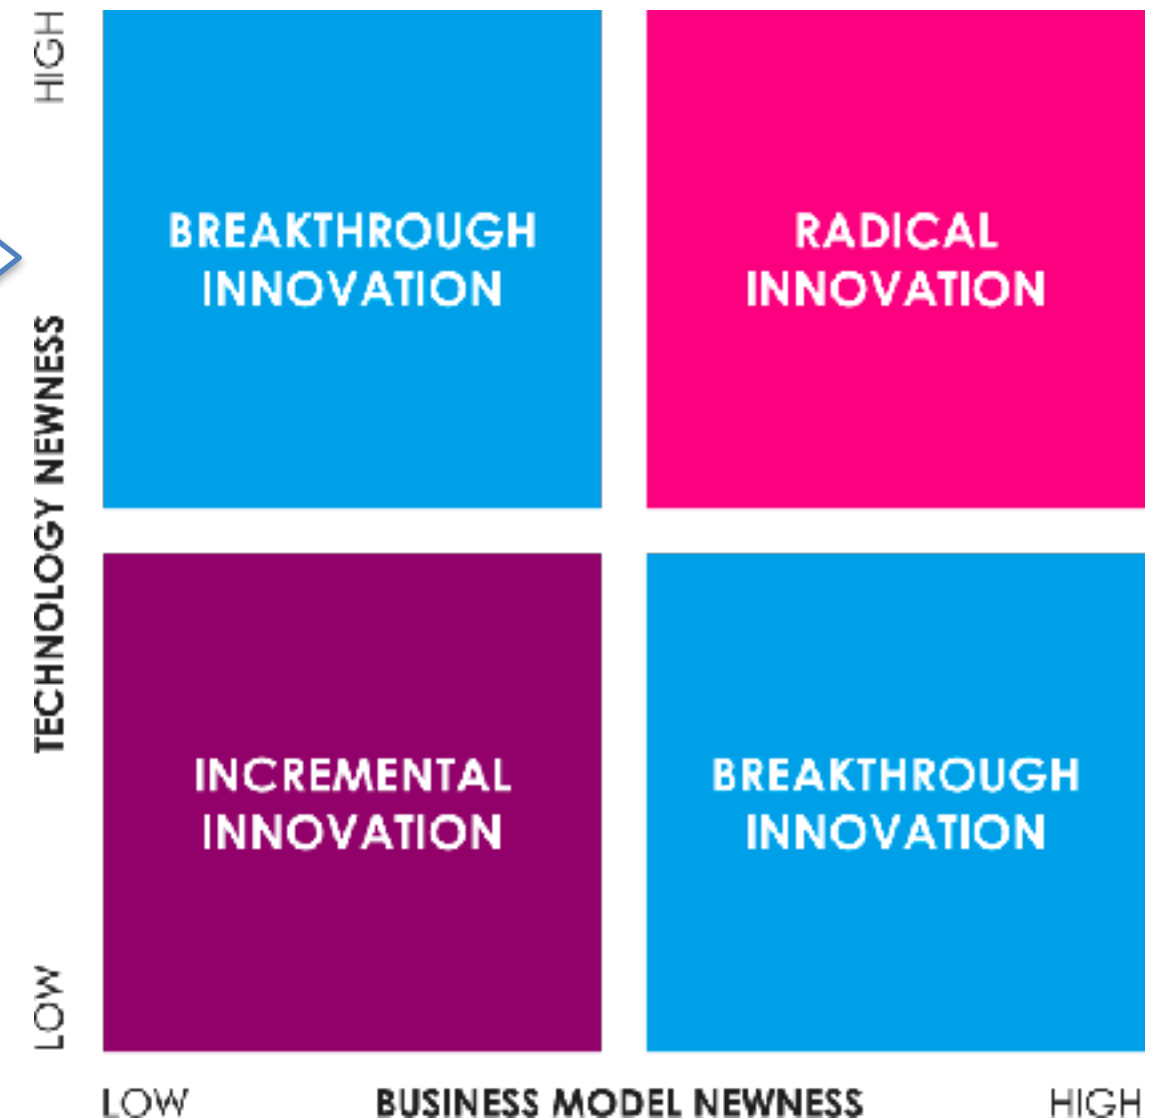 HIGH
TECHNOLOGY NEWNESS
LOW
BREAKTHROUGH
INNOVATION
RADICAL
INNOVATION
INCREMENTAL
INNOVATION
BREAKTHROUGH
INNOVATION
LOW
BUSINESS MODEL NEWNESS
HIGH